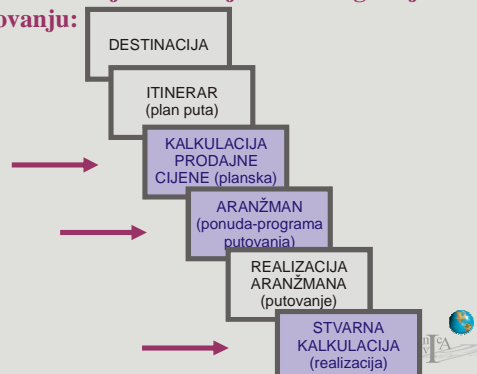 ovanju:
DESTINACIJA
ITINERAR
(plan puta)
KALKULACIJA
PRODAJNE
CIJENE (planska)
ARANŽMAN
(ponuda-programa
putovanja)
REALIZACIJA
ARANŽMANA
(putovanje)
STVARNA
KALKULACIJA
(realizacija)